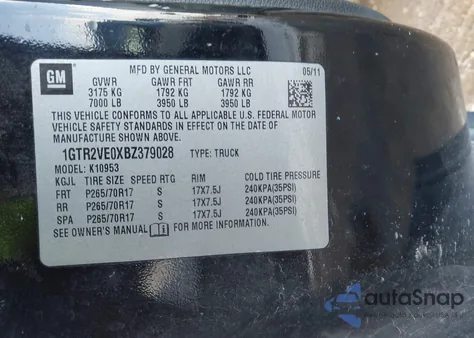 GM
MFD BY GENERAL MOTORS LLC 05/11
GVWR GAWR FRT GAWR RR
3175 KG 1792 KG 1792 KG
7000 LB 3950 LB 3950 LB
THIS VEHICLE CONFORMS TO ALL APPLICABLE U.S. FEDERAL MOTOR
VEHICLE SAFETY STANDARDS IN EFFECT ON THE DATE OF
MANUFACTURE SHOWN ABOVE.
1GTR2VE0XBZ379028 TYPE: TRUCK
MODEL: K10953
KGJL TIRE SIZE SPEED RTG RIM COLD TIRE PRESSURE
FRT P265/70R17 S 17X7.5J 240KPA(35PSI)
RR P265/70R17 S 17X7.5J 240KPA(35PSI)
SPA P265/70R17 S 17X7.5J 240KPA(35PSI)
SEE OWNER'S MANUAL FOR MORE INFORMATION
autoSnap